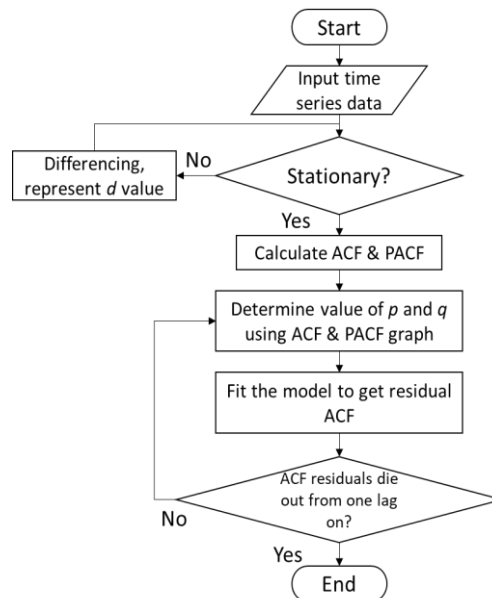 Start
Input time
series data
No
Differencing,
represent d value
Stationary?
Yes
Calculate ACF & PACF
Determine value of p and q
using ACF & PACF graph
Fit the model to get residual
ACF
ACF residuals die
out from one lag
on?
No
Yes
End